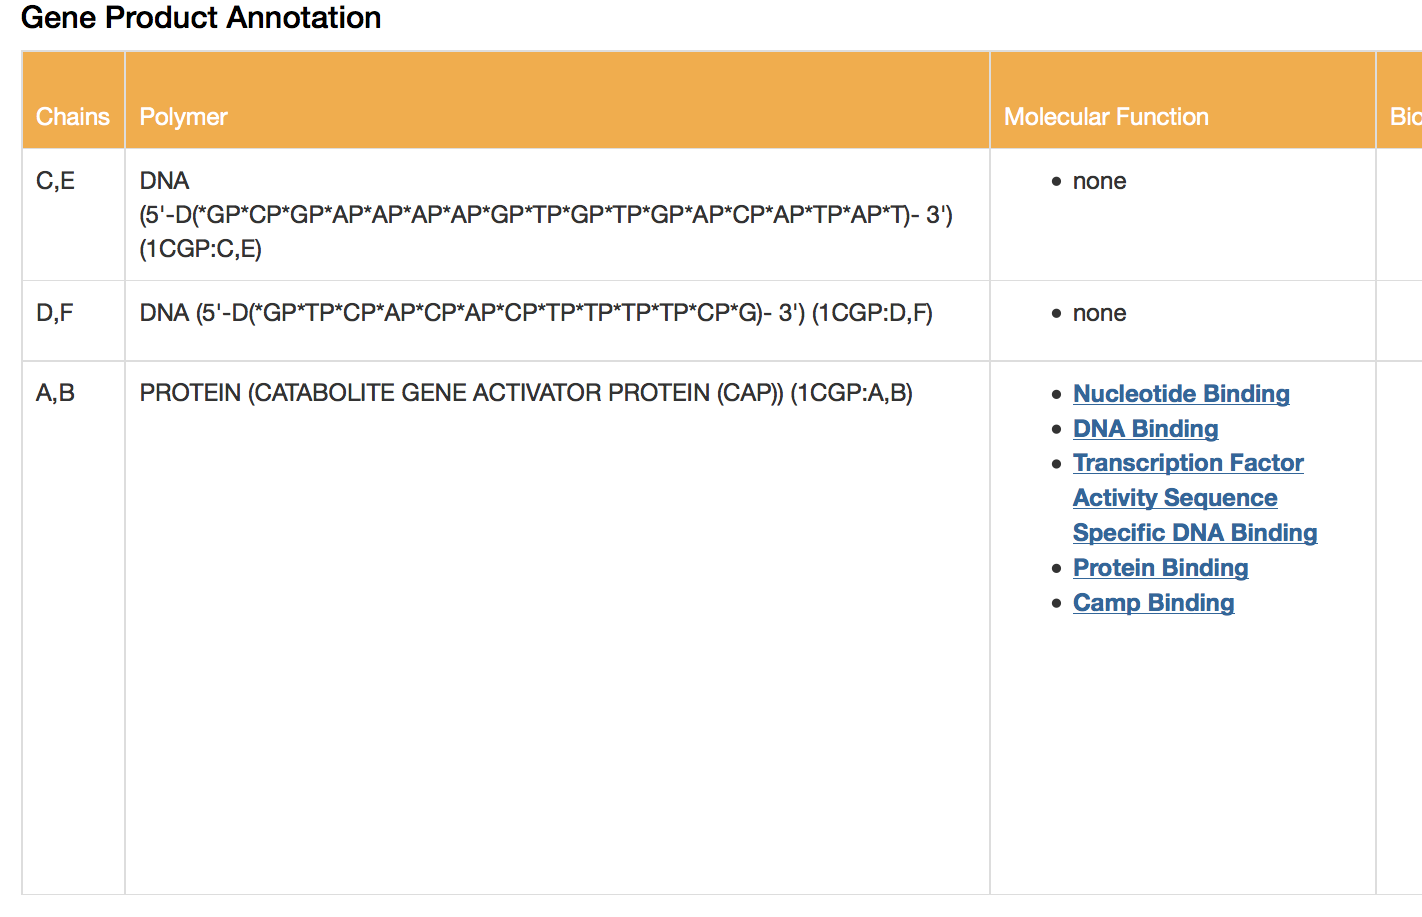 Gene Product Annotation
Chains Polymer Molecular Function Bio
C,E DNA • none
(5'-D(*GP*CP*GP*AP*AP*AP*AP*GP*TP*GP*TP*GP*AP*CP*AP*TP*AP*T)- 3')
(1CGP:C,E)
D,F DNA (5'-D(*GP*TP*CP*AP*CP*AP*CP*TP*TP*TP*TP*CP*G)- 3') (1CGP:D,F) • none
A,B PROTEIN (CATABOLITE GENE ACTIVATOR PROTEIN (CAP)) (1CGP:A,B) • Nucleotide Binding
• DNA Binding
• Transcription Factor
Activity Sequence
Specific DNA Binding
• Protein Binding
• Camp Binding